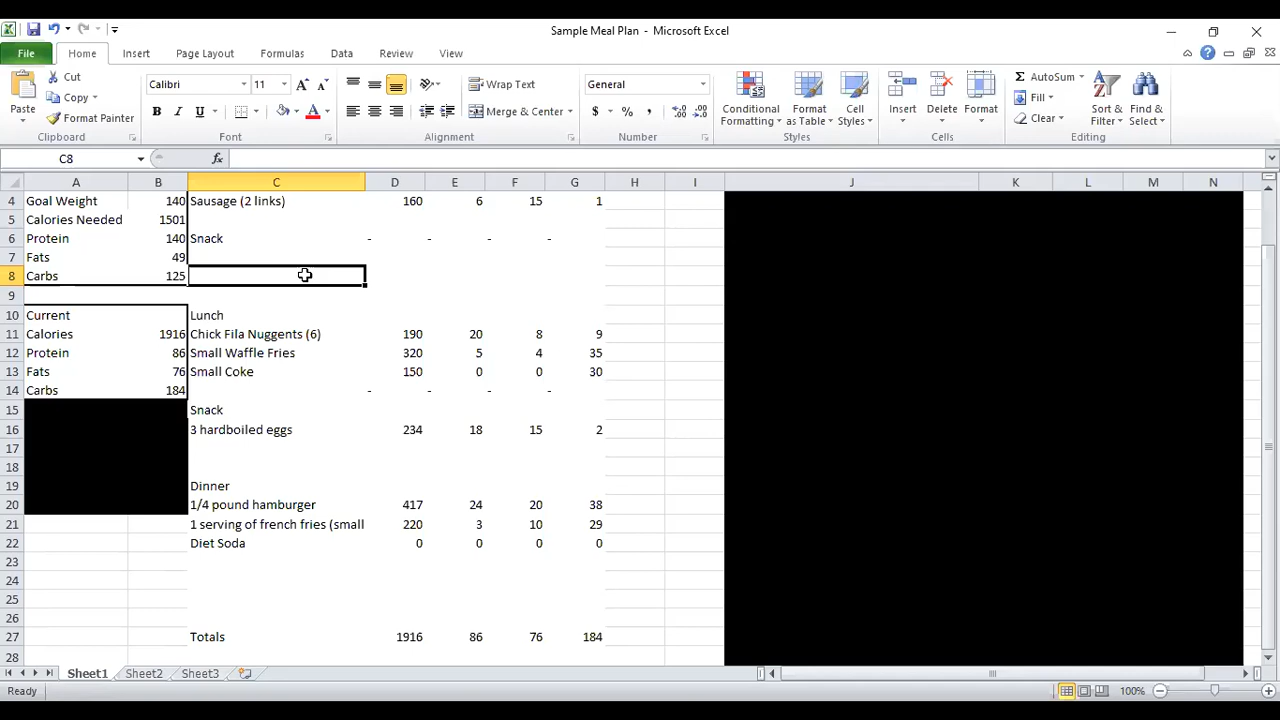 Sample Meal Plan - Microsoft Excel
File Home Insert Page Layout Formulas Data Review View
Cut Calibri 11 Wrap Text General AutoSum
Copy Fill
Paste Format Painter Merge & Center $ % , Conditional Formatting Format as Table Cell Styles Insert Delete Format Clear Sort & Filter Find & Select
Clipboard Font Alignment Number Styles Cells Editing
C8 fx
A B C D E F G H I J K L M N
4 Goal Weight 140 Sausage (2 links) 160 6 15 1
5 Calories Needed 1501
6 Protein 140 Snack - - - -
7 Fats 49
8 Carbs 125
9
10 Current Lunch
11 Calories 1916 Chick Fila Nuggents (6) 190 20 8 9
12 Protein 86 Small Waffle Fries 320 5 4 35
13 Fats 76 Small Coke 150 0 0 30
14 Carbs 184 - - - -
15 Snack
16 3 hardboiled eggs 234 18 15 2
17
18
19 Dinner
20 1/4 pound hamburger 417 24 20 38
21 1 serving of french fries (small 220 3 10 29
22 Diet Soda 0 0 0 0
23
24
25
26
27 Totals 1916 86 76 184
28
Sheet1 Sheet2 Sheet3
Ready 100%